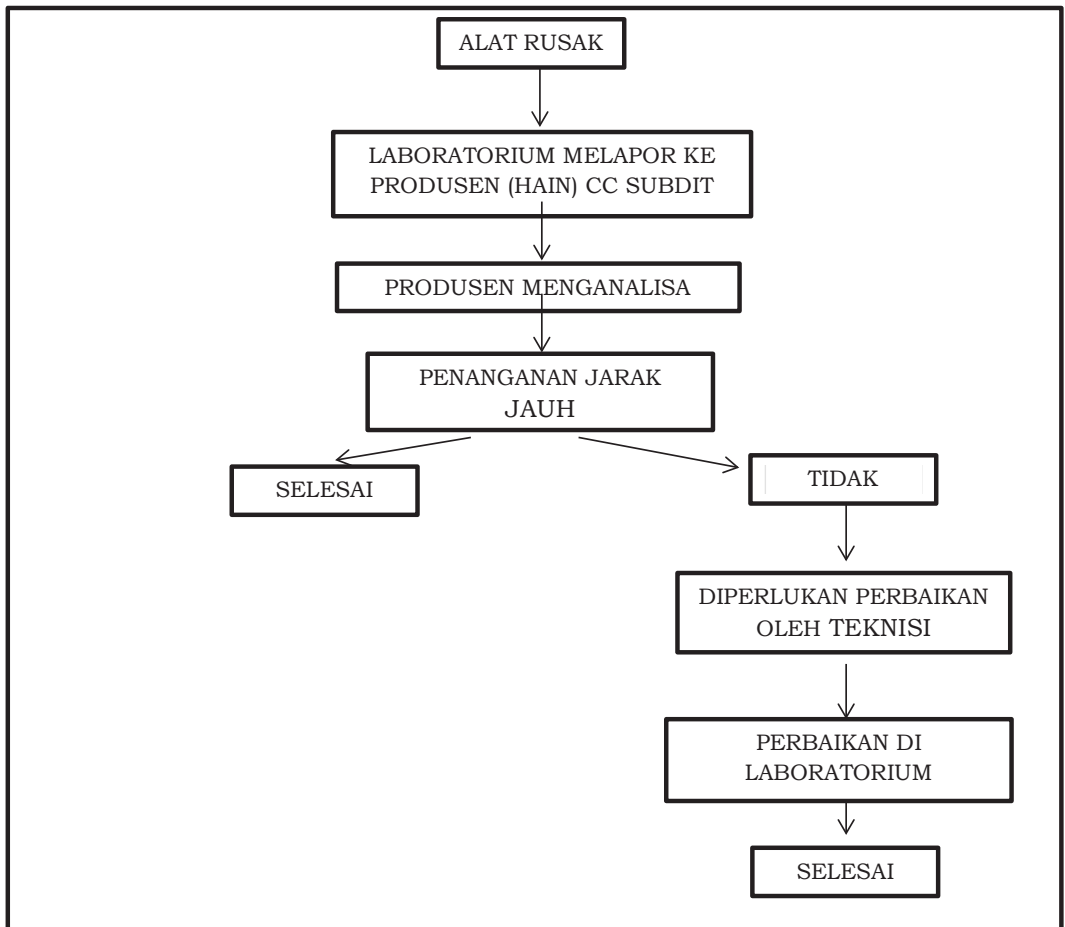 ALAT RUSAK
LABORATORIUM MELAPOR KE
PRODUSEN (HAIN) CC SUBDIT
PRODUSEN MENGANALISA
PENANGANAN JARAK
JAUH
SELESAI
TIDAK
DIPERLUKAN PERBAIKAN
OLEH TEKNISI
PERBAIKAN DI
LABORATORIUM
SELESAI